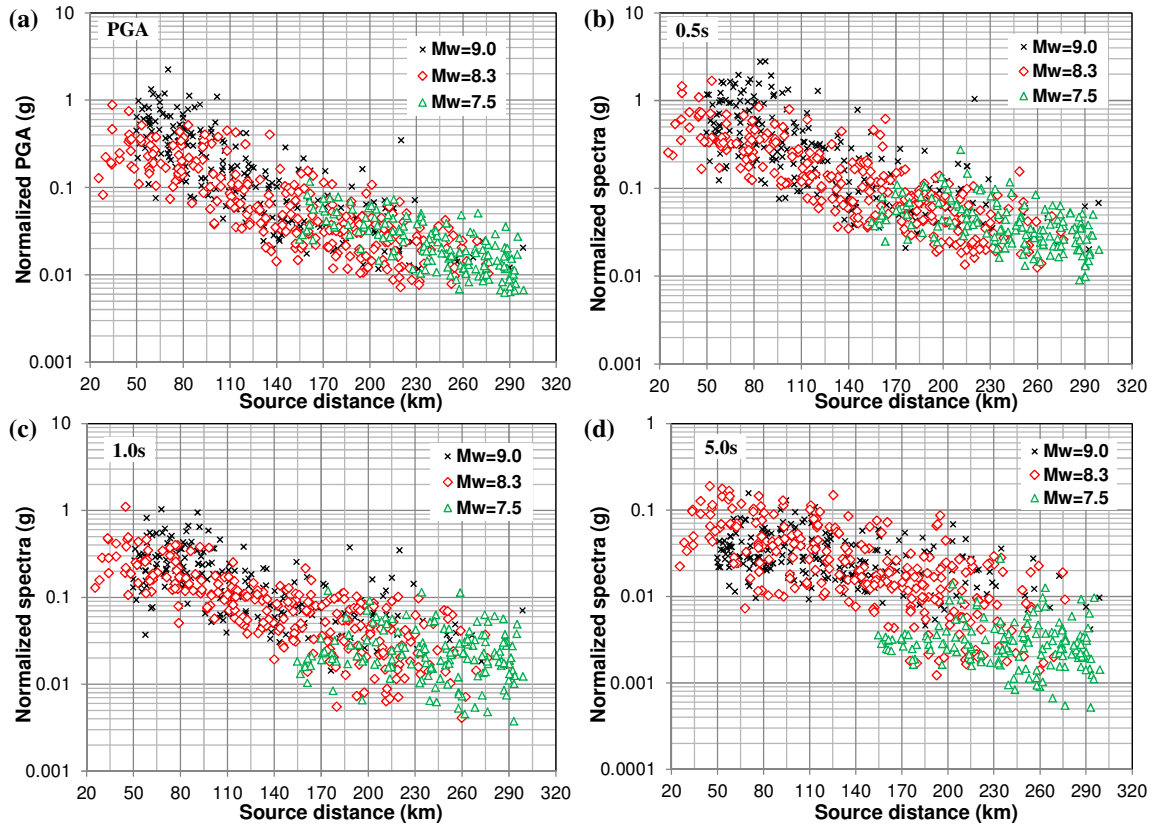 (a)
PGA
Mw=9.0
Mw=8.3
Mw=7.5
Normalized PGA (g)
10
1
0.1
0.01
0.001
20 50 80 110 140 170 200 230 260 290 320
Source distance (km)
(b)
0.5s
Mw=9.0
Mw=8.3
Mw=7.5
Normalized spectra (g)
10
1
0.1
0.01
0.001
20 50 80 110 140 170 200 230 260 290 320
Source distance (km)
(c)
1.0s
Mw=9.0
Mw=8.3
Mw=7.5
Normalized spectra (g)
10
1
0.1
0.01
0.001
20 50 80 110 140 170 200 230 260 290 320
Source distance (km)
(d)
5.0s
Mw=9.0
Mw=8.3
Mw=7.5
Normalized spectra (g)
1
0.1
0.01
0.001
0.0001
20 50 80 110 140 170 200 230 260 290 320
Source distance (km)